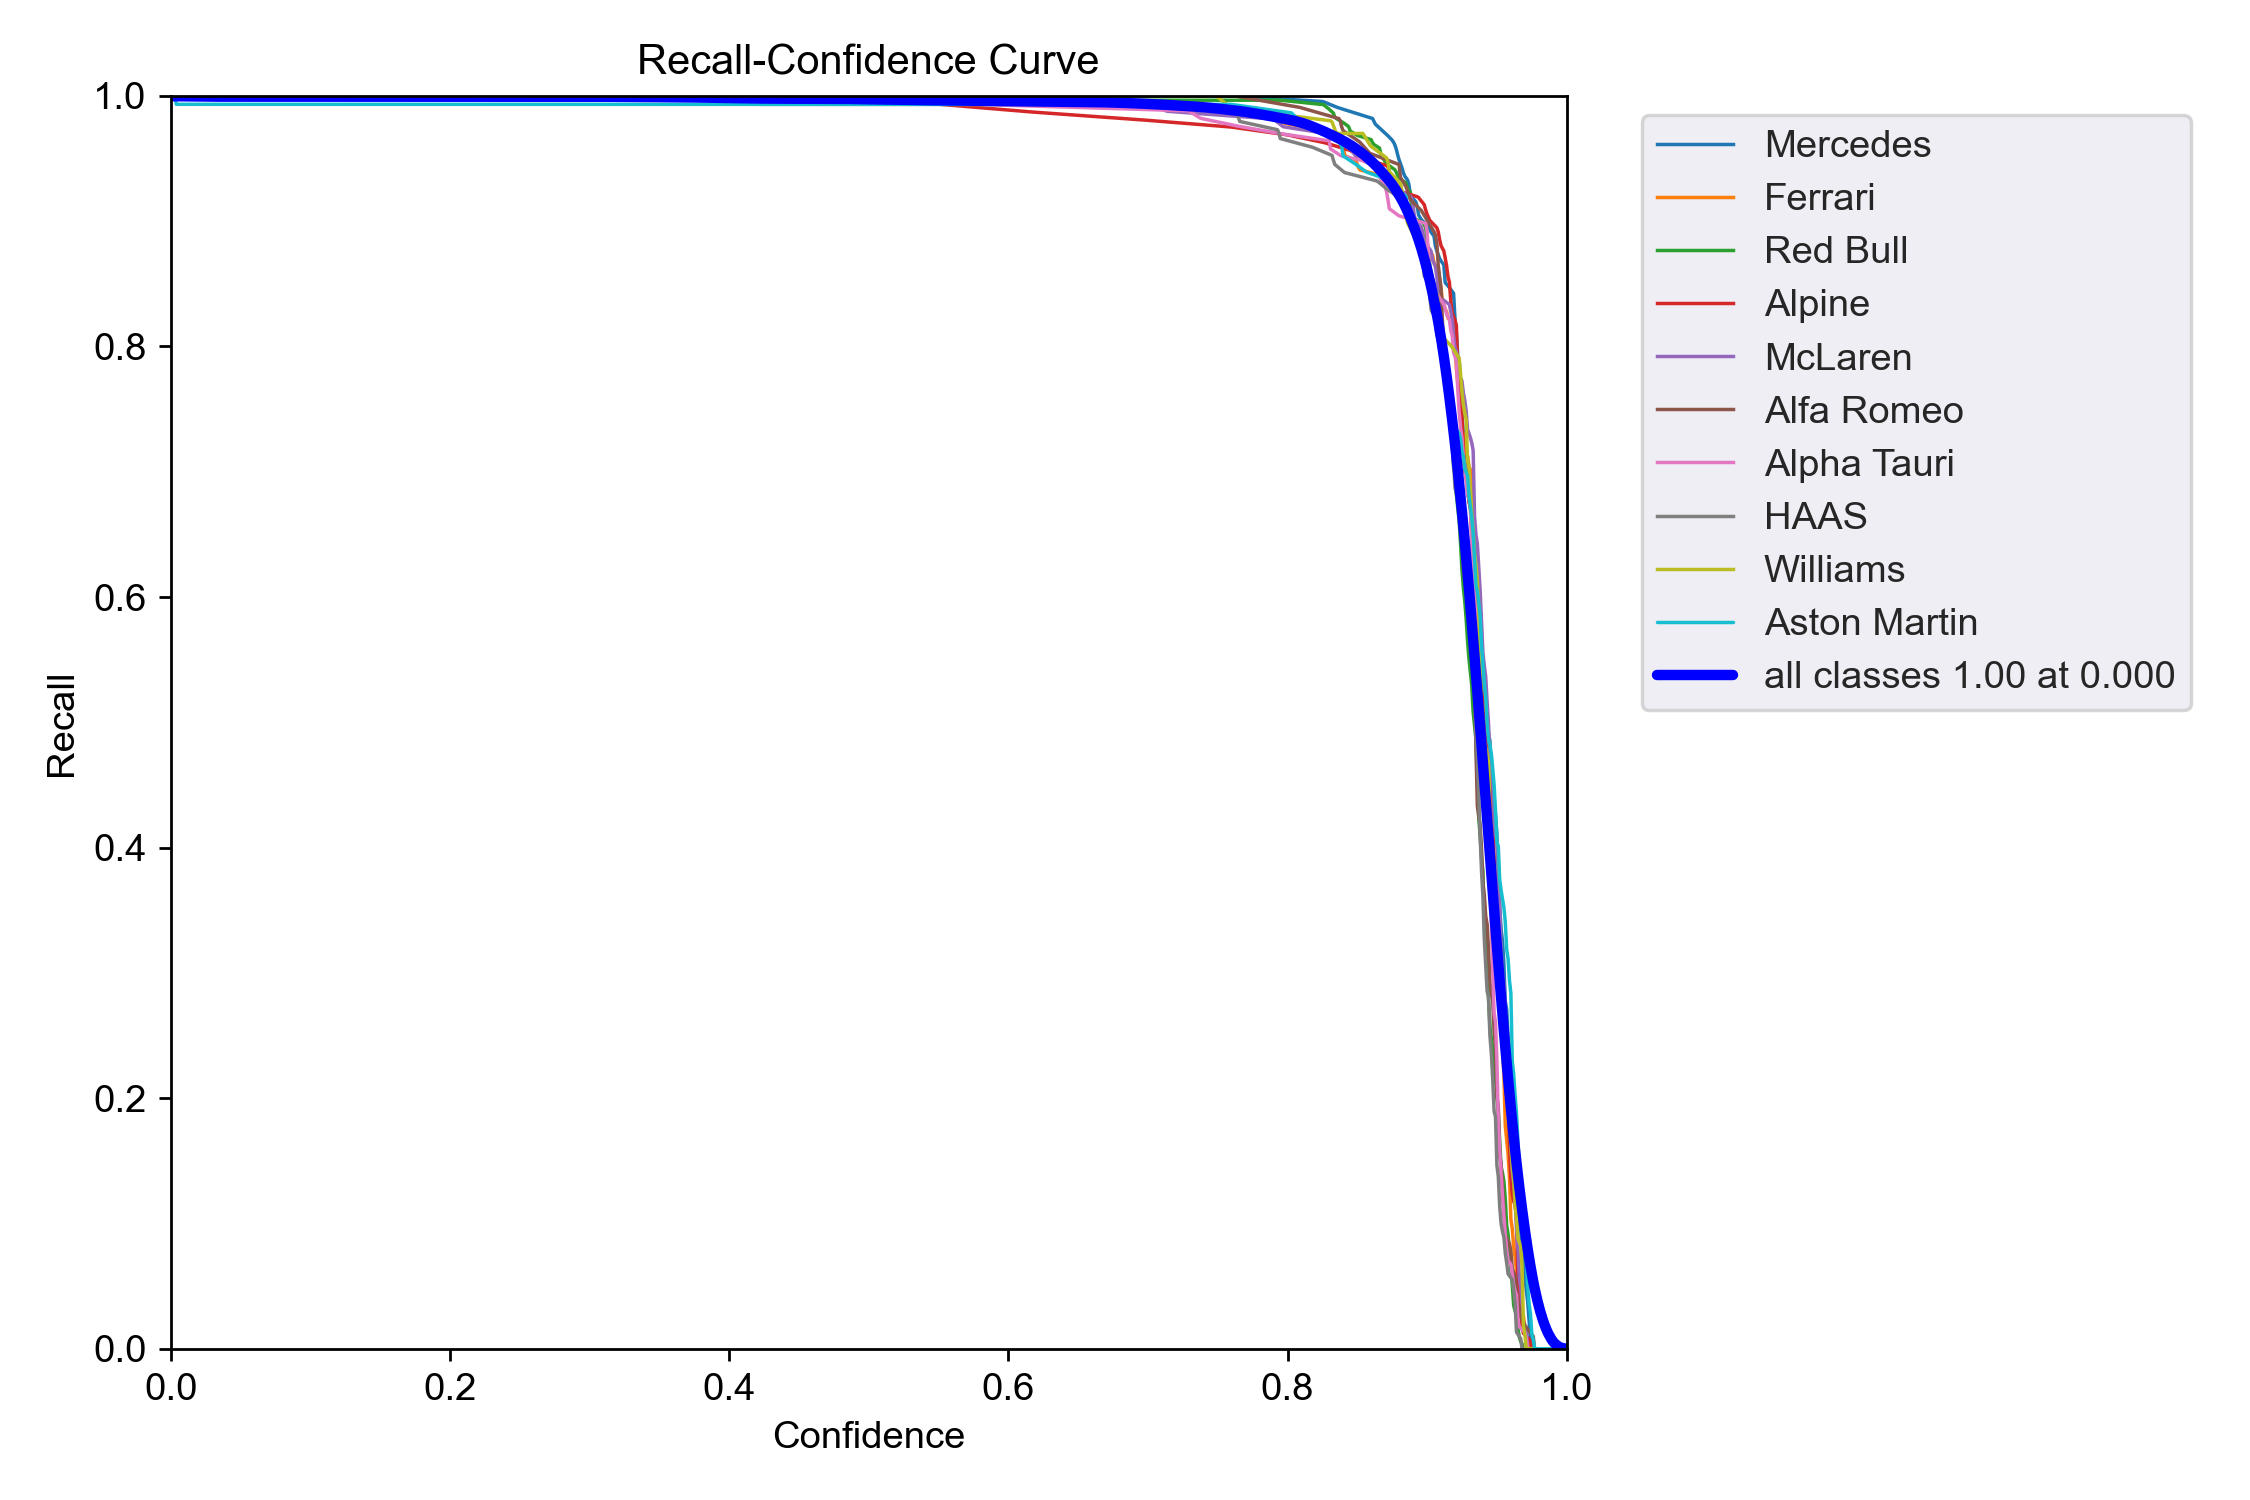 Recall-Confidence Curve
1.0
0.8
0.6
0.4
0.2
0.0
Recall
0.0 0.2 0.4 0.6 0.8 1.0
Confidence
Mercedes
Ferrari
Red Bull
Alpine
McLaren
Alfa Romeo
Alpha Tauri
HAAS
Williams
Aston Martin
all classes 1.00 at 0.000